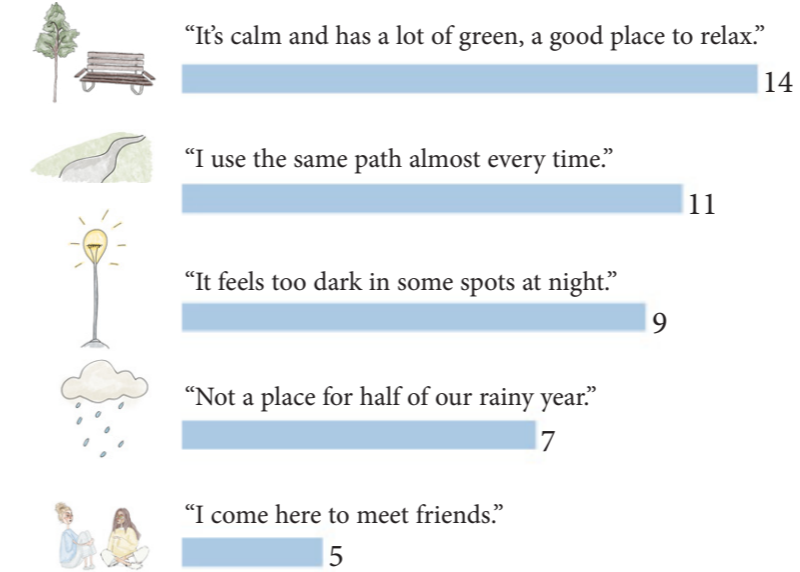 “It’s calm and has a lot of green, a good place to relax.”
14
“I use the same path almost every time.”
11
“It feels too dark in some spots at night.”
9
“Not a place for half of our rainy year.”
7
“I come here to meet friends.”
5